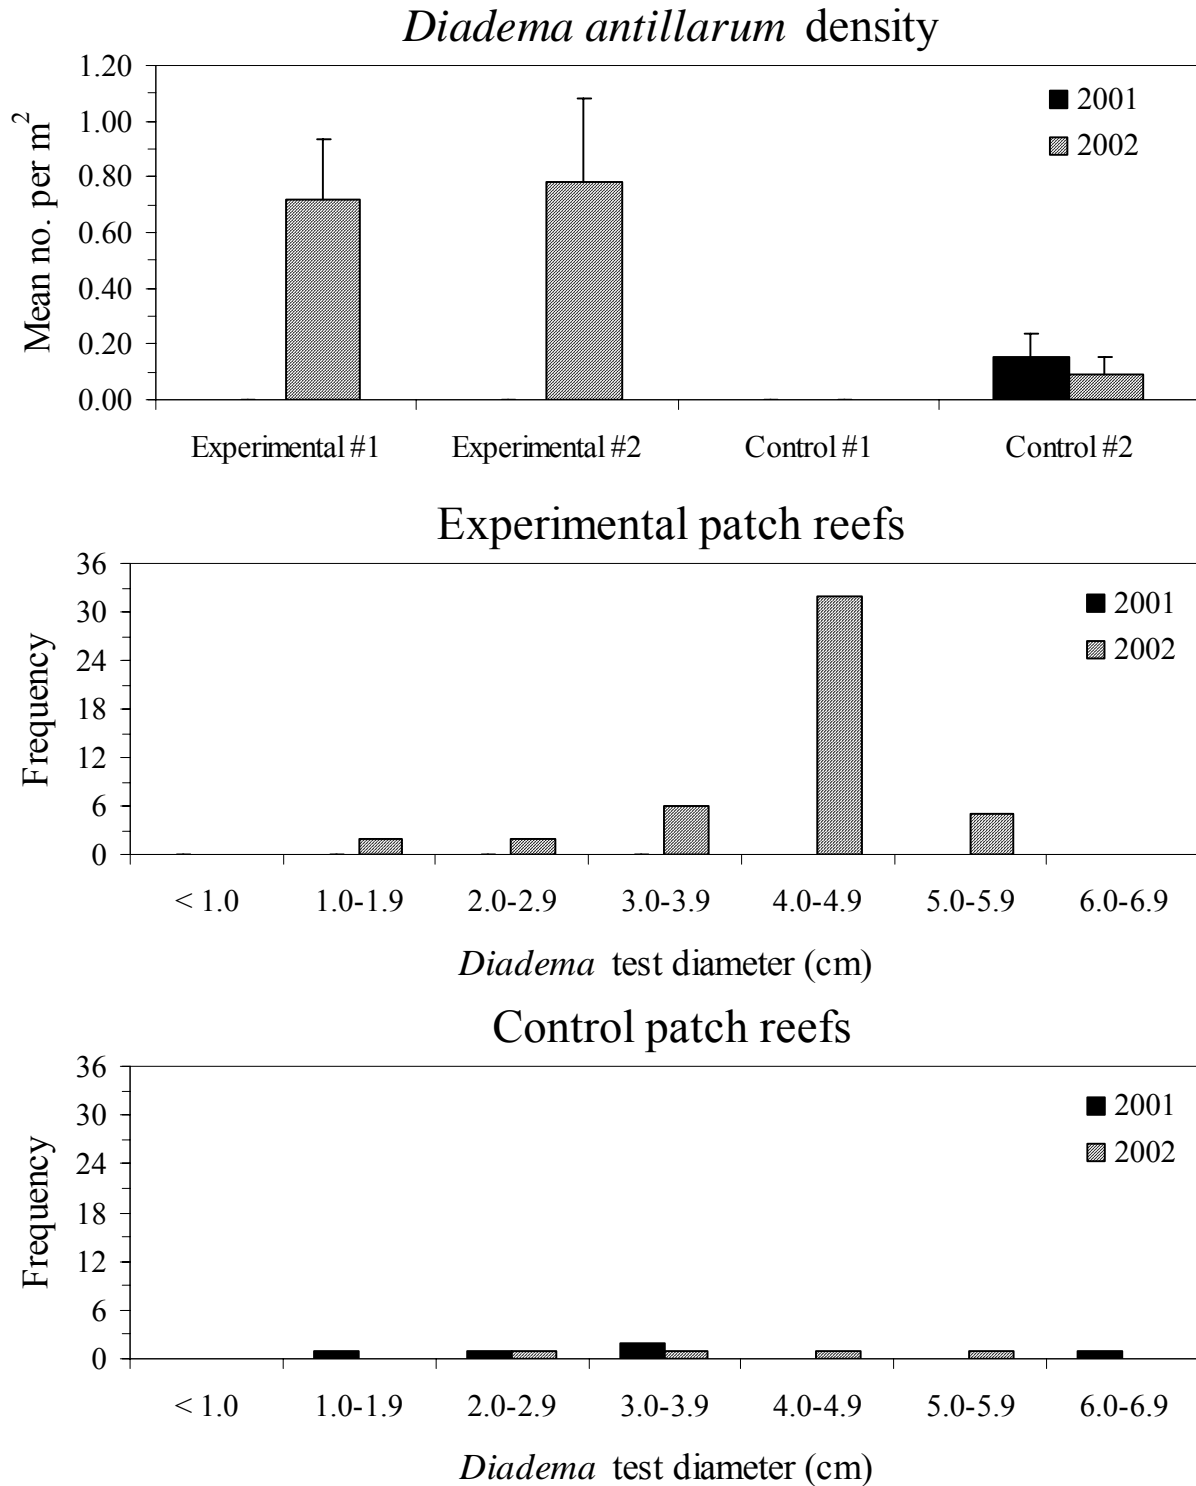 Diadema antillarum density
Mean no. per m2
1.20
1.00
0.80
0.60
0.40
0.20
0.00
2001
2002
Experimental #1 Experimental #2 Control #1 Control #2
Experimental patch reefs
Frequency
36
30
24
18
12
6
0
2001
2002
< 1.0 1.0-1.9 2.0-2.9 3.0-3.9 4.0-4.9 5.0-5.9 6.0-6.9
Diadema test diameter (cm)
Control patch reefs
Frequency
36
30
24
18
12
6
0
2001
2002
< 1.0 1.0-1.9 2.0-2.9 3.0-3.9 4.0-4.9 5.0-5.9 6.0-6.9
Diadema test diameter (cm)